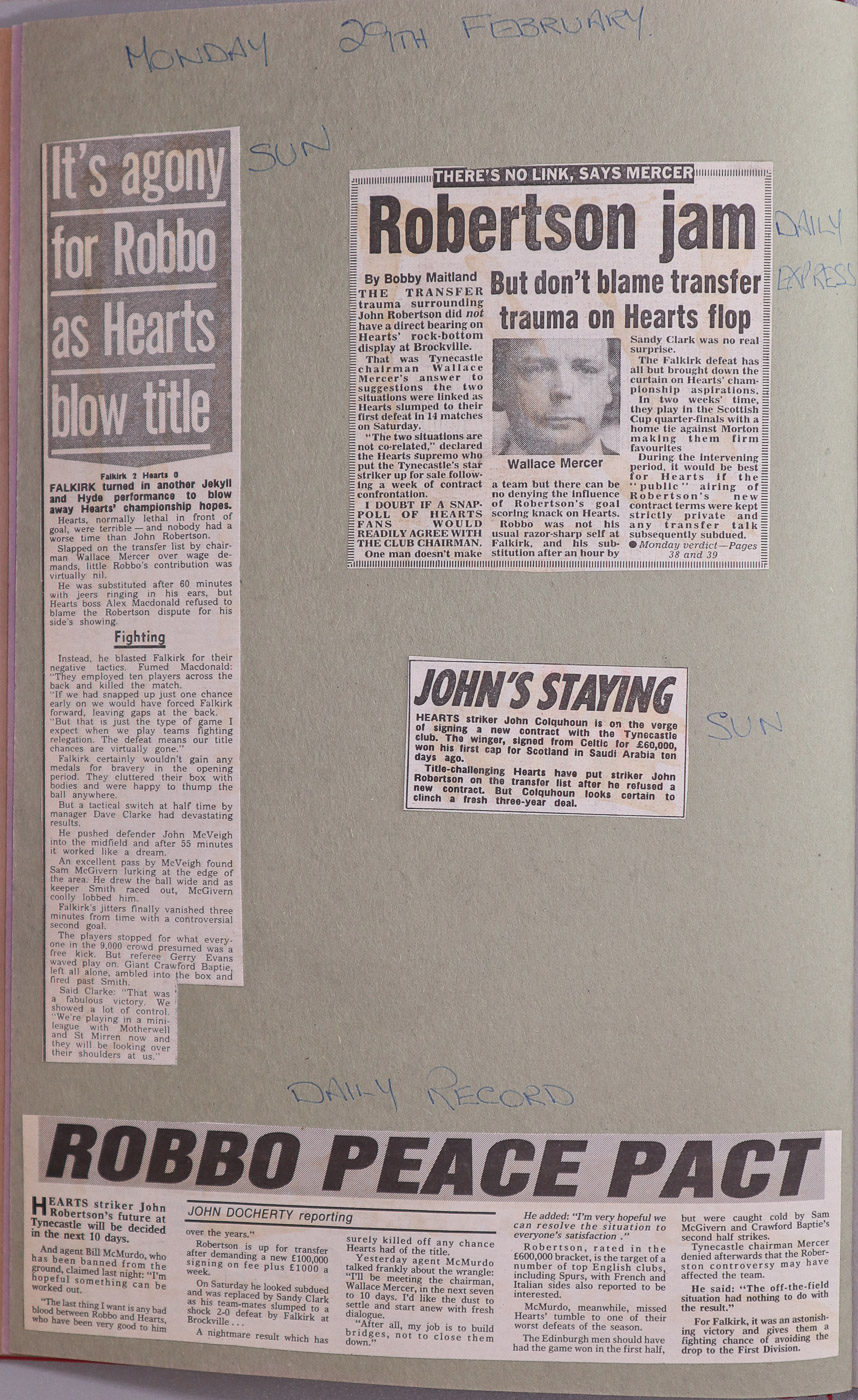 MONDAY 29TH FEBRUARY.
SUN
It's agony
for Robbo
as Hearts
blow title
Falkirk 2 Hearts 0
FALKIRK turned in another Jekyll
and Hyde performance to blow
away Hearts' championship hopes.
Hearts, normally lethal in front of
goal, were terrible — and nobody had a
worse time than John Robertson.
Slapped on the transfer list by chair-
man Wallace Mercer over wage de-
mands, little Robbo's contribution was
virtually nil.
He was substituted after 60 minutes
with jeers ringing in his ears, but
Hearts boss Alex Macdonald refused to
blame the Robertson dispute for his
side's showing.
Fighting
Instead, he blasted Falkirk for their
negative tactics. Fumed Macdonald:
"They employed ten players across the
back and killed the match.
"If we had snapped up just one chance
early on we would have forced Falkirk
forward, leaving gaps at the back.
"But that is just the type of game I
expect when we play teams fighting
relegation. The defeat means our title
chances are virtually gone."
Falkirk certainly wouldn't gain any
medals for bravery in the opening
period. They cluttered their box with
bodies and were happy to thump the
ball anywhere.
But a tactical switch at half time by
manager Dave Clarke had devastating
results.
He pushed defender John McVeigh
into the midfield and after 55 minutes
it worked like a dream.
An excellent pass by McVeigh found
Sam McGivern lurking at the edge of
the area. He drew the ball wide and as
keeper Smith raced out, McGivern
coolly lobbed him.
Falkirk's jitters finally vanished three
minutes from time with a controversial
second goal.
The players stopped for what every-
one in the 9,000 crowd presumed was a
free kick. But referee Gerry Evans
waved play on. Giant Crawford Baptie,
left all alone, ambled into the box and
fired past Smith.
Said Clarke: "That was
a fabulous victory. We
showed a lot of control.
"We're playing in a mini-
league with Motherwell
and St Mirren now and
they will be looking over
their shoulders at us."
DAILY
EXPRESS
THERE'S NO LINK, SAYS MERCER
Robertson jam
By Bobby Maitland
But don't blame transfer
trauma on Hearts flop
THE TRANSFER
trauma surrounding
John Robertson did not
have a direct bearing on
Hearts' rock-bottom
display at Brockville.
That was Tynecastle
chairman Wallace
Mercer's answer to
suggestions the two
situations were linked as
Hearts slumped to their
first defeat in 14 matches
on Saturday.
"The two situations are
not co-related," declared
the Hearts supremo who
put the Tynecastle's star
striker up for sale follow-
ing a week of contract
confrontation.
I DOUBT IF A SNAP-
POLL OF HEARTS
FANS WOULD
READILY AGREE WITH
THE CLUB CHAIRMAN.
One man doesn't make
Wallace Mercer
a team but there can be
no denying the influence
of Robertson's goal
scoring knack on Hearts.
Robbo was not his
usual razor-sharp self at
Falkirk, and his sub-
stitution after an hour by
Sandy Clark was no real
surprise.
The Falkirk defeat has
all but brought down the
curtain on Hearts' cham-
pionship aspirations.
In two weeks' time,
they play in the Scottish
Cup quarter-finals with a
home tie against Morton
making them firm
favourites
During the intervening
period, it would be best
for Hearts if the
"public" airing of
Robertson's new
contract terms were kept
strictly private and
any transfer talk
subsequently subdued.
● Monday verdict—Pages
38 and 39
SUN
JOHN'S STAYING
HEARTS striker John Colquhoun is on the verge
of signing a new contract with the Tynecastle
club. The winger, signed from Celtic for £60,000,
won his first cap for Scotland in Saudi Arabia ten
days ago.
Title-challenging Hearts have put striker John
Robertson on the transfer list after he refused a
new contract. But Colquhoun looks certain to
clinch a fresh three-year deal.
DAILY RECORD
ROBBO PEACE PACT
HEARTS striker John
Robertson's future at
Tynecastle will be decided
in the next 10 days.
And agent Bill McMurdo, who
has been banned from the
ground, claimed last night: "I'm
hopeful something can be
worked out.
"The last thing I want is any bad
blood between Robbo and Hearts,
who have been very good to him
JOHN DOCHERTY reporting
over the years."
Robertson is up for transfer
after demanding a new £100,000
signing on fee plus £1000 a
week.
On Saturday he looked subdued
and was replaced by Sandy Clark
as his team-mates slumped to a
shock 2-0 defeat by Falkirk at
Brockville . . .
A nightmare result which has
surely killed off any chance
Hearts had of the title.
Yesterday agent McMurdo
talked frankly about the wrangle:
"I'll be meeting the chairman,
Wallace Mercer, in the next seven
to 10 days. I'd like the dust to
settle and start anew with fresh
dialogue.
"After all, my job is to build
bridges, not to close them
down."
He added: "I'm very hopeful we
can resolve the situation to
everyone's satisfaction ."
Robertson, rated in the
£600,000 bracket, is the target of a
number of top English clubs,
including Spurs, with French and
Italian sides also reported to be
interested.
McMurdo, meanwhile, missed
Hearts' tumble to one of their
worst defeats of the season.
The Edinburgh men should have
had the game won in the first half,
but were caught cold by Sam
McGivern and Crawford Baptie's
second half strikes.
Tynecastle chairman Mercer
denied afterwards that the Rober-
tson controversy may have
affected the team.
He said: "The off-the-field
situation had nothing to do with
the result."
For Falkirk, it was an astonish-
ing victory and gives them a
fighting chance of avoiding the
drop to the First Division.